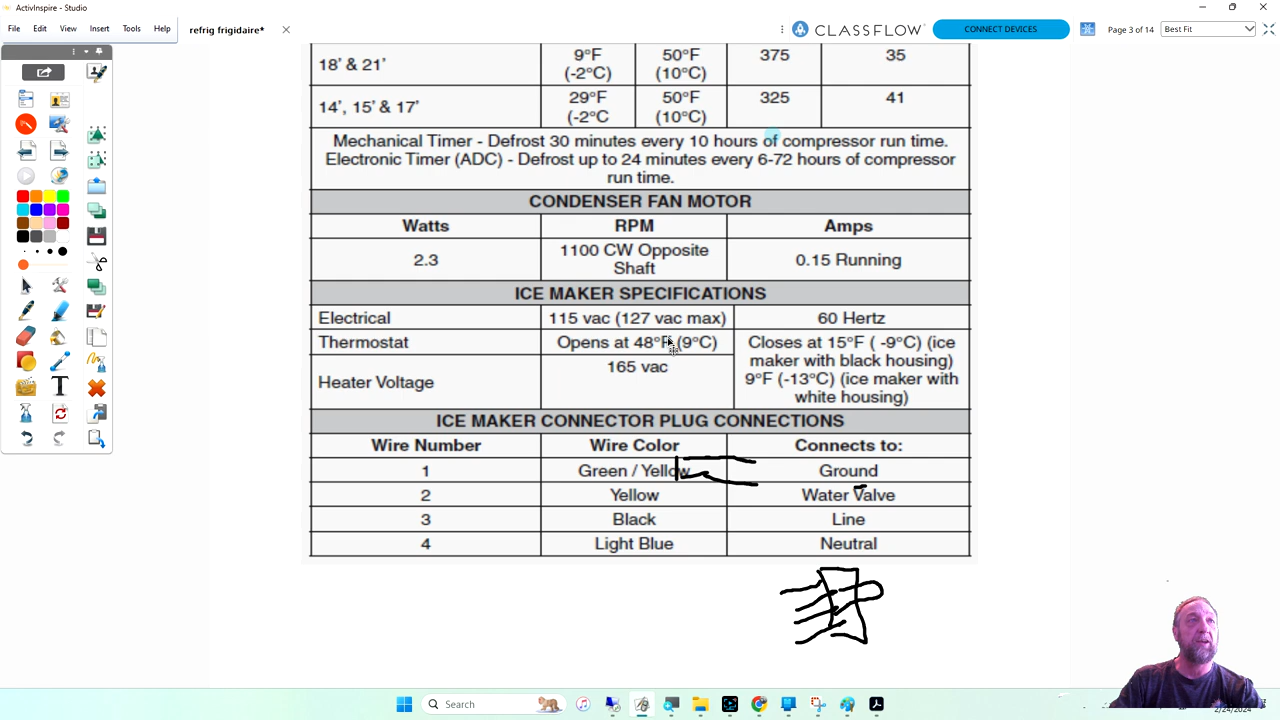 ActivInspire - Studio
File Edit View Insert Tools Help
refrig frigidaire*
CLASSFLOW
CONNECT DEVICES
Page 3 of 14
Best Fit
18' & 21'
9°F (-2°C)
50°F (10°C)
375
35
14', 15' & 17'
29°F (-2°C
50°F (10°C)
325
41
Mechanical Timer - Defrost 30 minutes every 10 hours of compressor run time.
Electronic Timer (ADC) - Defrost up to 24 minutes every 6-72 hours of compressor
run time.
CONDENSER FAN MOTOR
Watts RPM Amps
2.3
1100 CW Opposite
Shaft
0.15 Running
ICE MAKER SPECIFICATIONS
Electrical 115 vac (127 vac max) 60 Hertz
Thermostat Opens at 48°F (9°C)
Heater Voltage 165 vac
Closes at 15°F ( -9°C) (ice
maker with black housing)
9°F (-13°C) (ice maker with
white housing)
ICE MAKER CONNECTOR PLUG CONNECTIONS
Wire Number Wire Color Connects to:
1 Green / Yellow Ground
2 Yellow Water Valve
3 Black Line
4 Light Blue Neutral
Search
2/24/2024